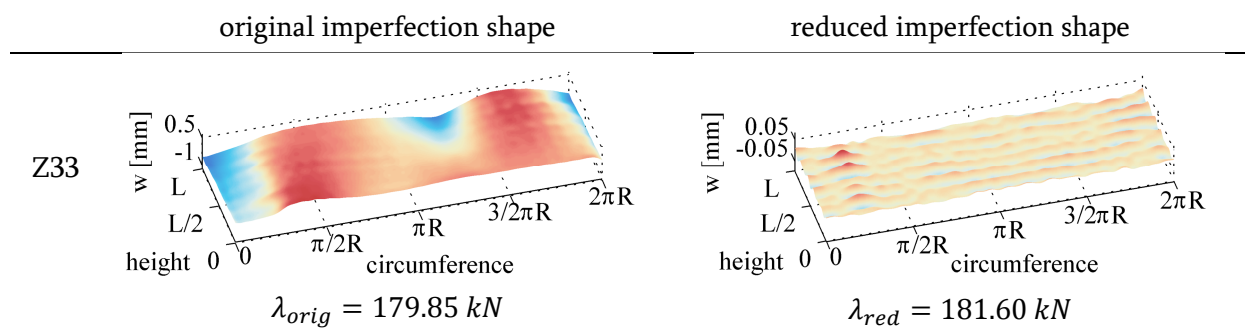 original imperfection shape
reduced imperfection shape
Z33
w [mm]
0.5
-1
L
L/2
0
height
0
π/2R
πR
3/2πR
2πR
circumference
λorig = 179.85 kN
w [mm]
0.05
-0.05
L
L/2
0
height
0
π/2R
πR
3/2πR
2πR
circumference
λred = 181.60 kN